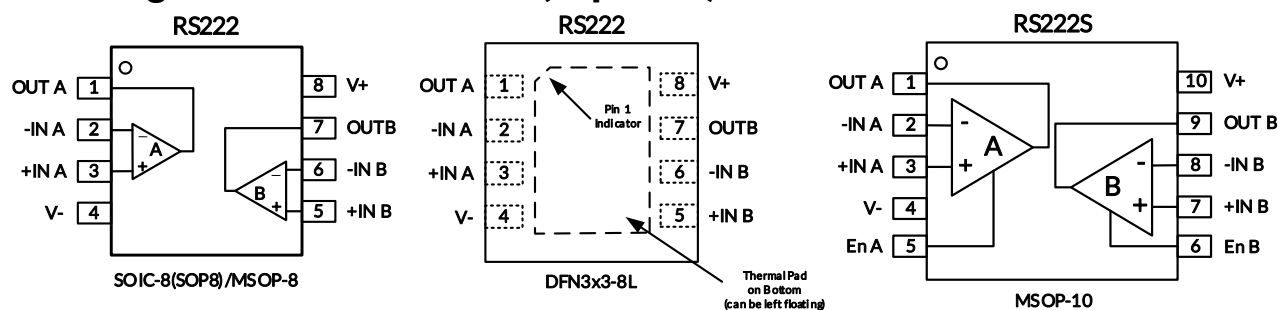 RS222
OUT A 1
8 V+
-IN A 2
7 OUTB
A
+IN A 3
6 -IN B
B
V- 4
5 +IN B
SOIC-8(SOP8)/MSOP-8
OUT A 1
8 V+
Pin 1
Indicator
-IN A 2
7 OUTB
+IN A 3
6 -IN B
V- 4
5 +IN B
DFN3x3-8L
Thermal Pad
on Bottom
(can be left floating)
RS222S
OUT A 1
10 V+
-IN A 2
9 OUT B
- A +
+IN A 3
8 -IN B
- B +
V- 4
7 +IN B
En A 5
6 En B
MSOP-10